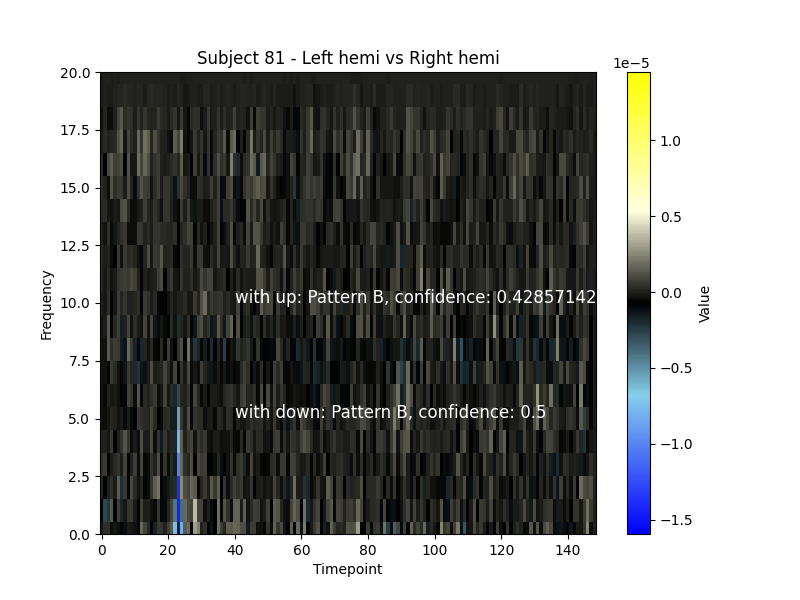 Subject 81 - Left hemi vs Right hemi
1e−5
20.0
17.5
15.0
12.5
10.0
7.5
5.0
2.5
0.0
Frequency
with up: Pattern B, confidence: 0.42857142
with down: Pattern B, confidence: 0.5
0 20 40 60 80 100 120 140
Timepoint
1.0
0.5
0.0
−0.5
−1.0
−1.5
Value